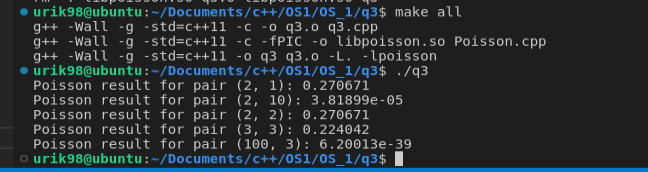 urik98@ubuntu:~/Documents/c++/OS1/OS_1/q3$ make all
g++ -Wall -g -std=c++11 -c -o q3.o q3.cpp
g++ -Wall -g -std=c++11 -c -fPIC -o libpoisson.so Poisson.cpp
g++ -Wall -g -std=c++11 -o q3 q3.o -L. -lpoisson
urik98@ubuntu:~/Documents/c++/OS1/OS_1/q3$ ./q3
Poisson result for pair (2, 1): 0.270671
Poisson result for pair (2, 10): 3.81899e-05
Poisson result for pair (2, 2): 0.270671
Poisson result for pair (3, 3): 0.224042
Poisson result for pair (100, 3): 6.20013e-39
urik98@ubuntu:~/Documents/c++/OS1/OS_1/q3$